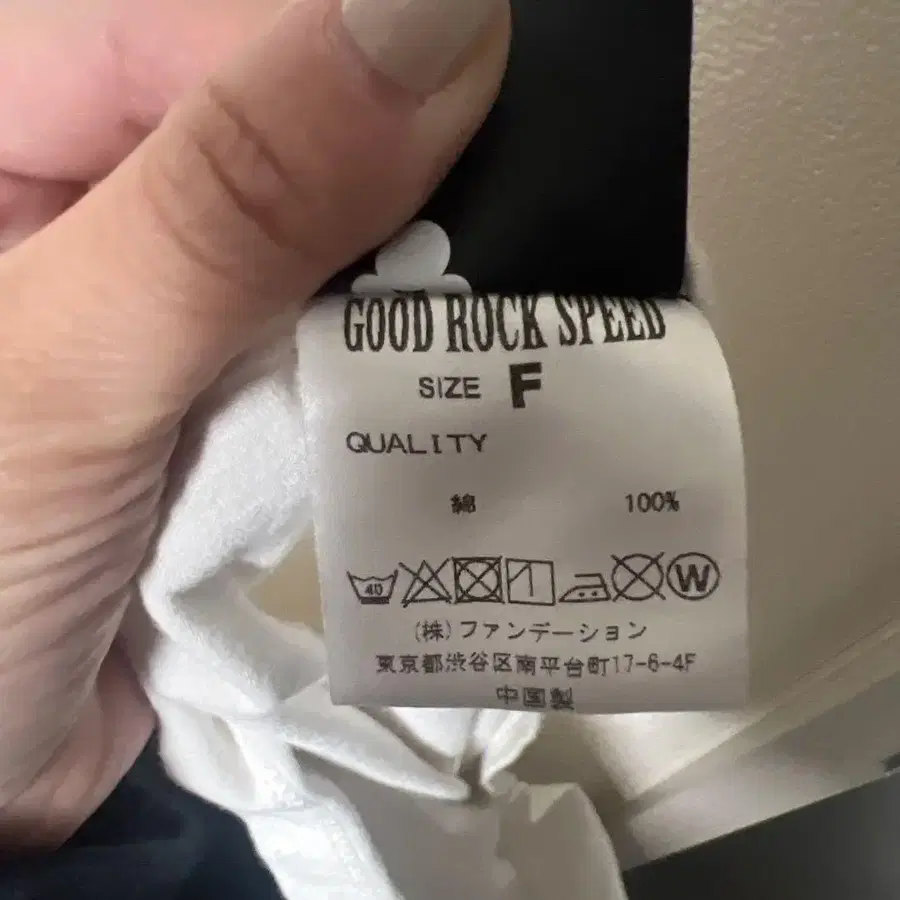 GOOD ROCK SPEED
SIZE F
QUALITY
綿 100%
40 W
(株)ファンデーション
東京都渋谷区南平台町17-6-4F
中国製